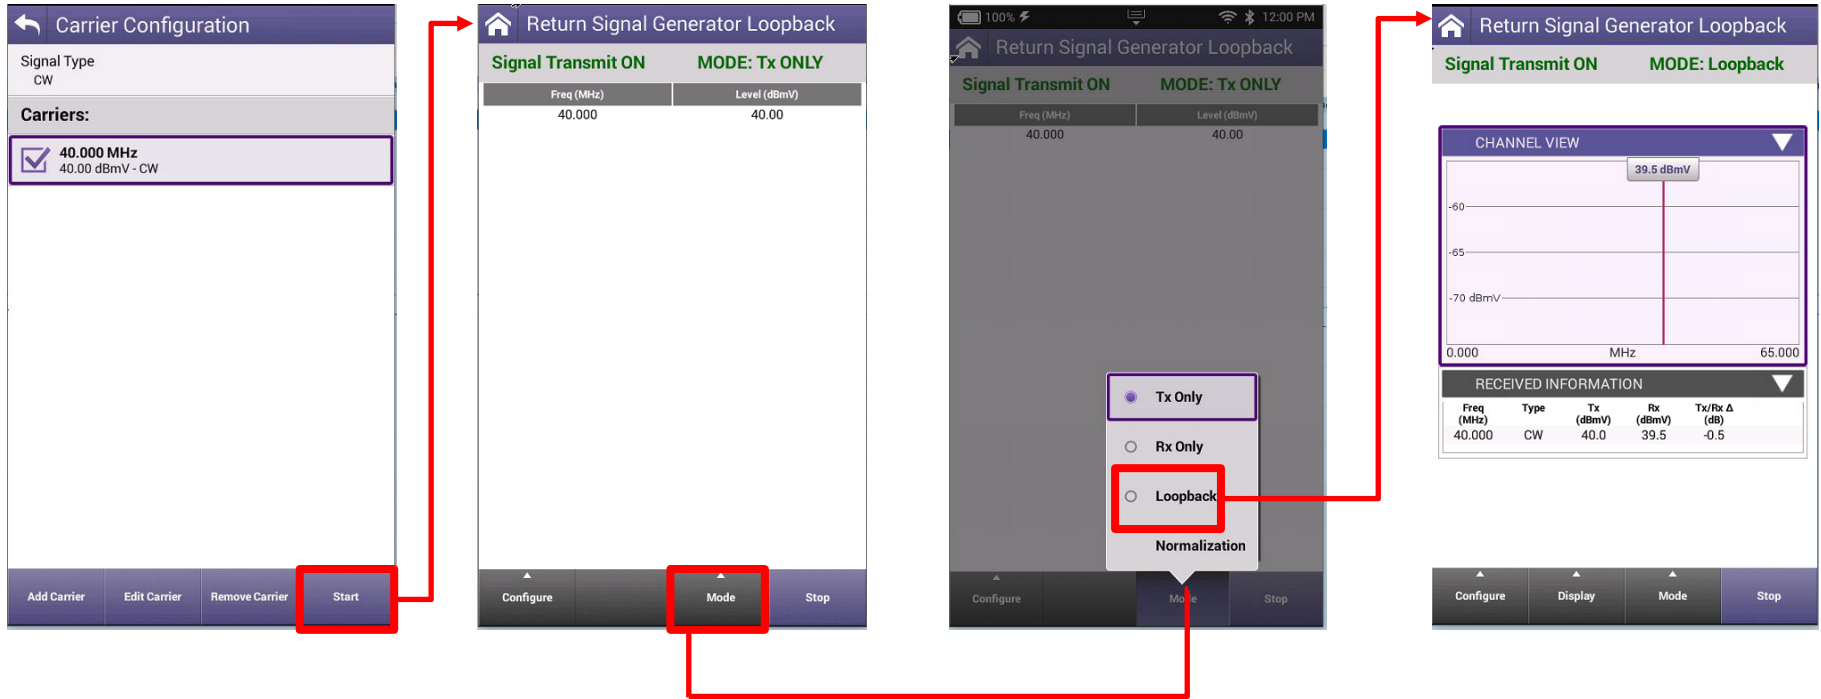 Carrier Configuration
Signal Type
CW
Carriers:
40.000 MHz
40.00 dBmV - CW
Add Carrier Edit Carrier Remove Carrier Start
Return Signal Generator Loopback
Signal Transmit ON MODE: Tx ONLY
Freq (MHz) Level (dBmV)
40.000 40.00
Configure Mode Stop
100% 12:00 PM
Return Signal Generator Loopback
Signal Transmit ON MODE: Tx ONLY
Freq (MHz) Level (dBmV)
40.000 40.00
Tx Only
Rx Only
Loopback
Normalization
Configure Mode Stop
Return Signal Generator Loopback
Signal Transmit ON MODE: Loopback
CHANNEL VIEW
39.5 dBmV
-60
-65
-70 dBmV
0.000 MHz 65.000
RECEIVED INFORMATION
Freq (MHz) Type Tx (dBmV) Rx (dBmV) Tx/Rx Δ (dB)
40.000 CW 40.0 39.5 -0.5
Configure Display Mode Stop